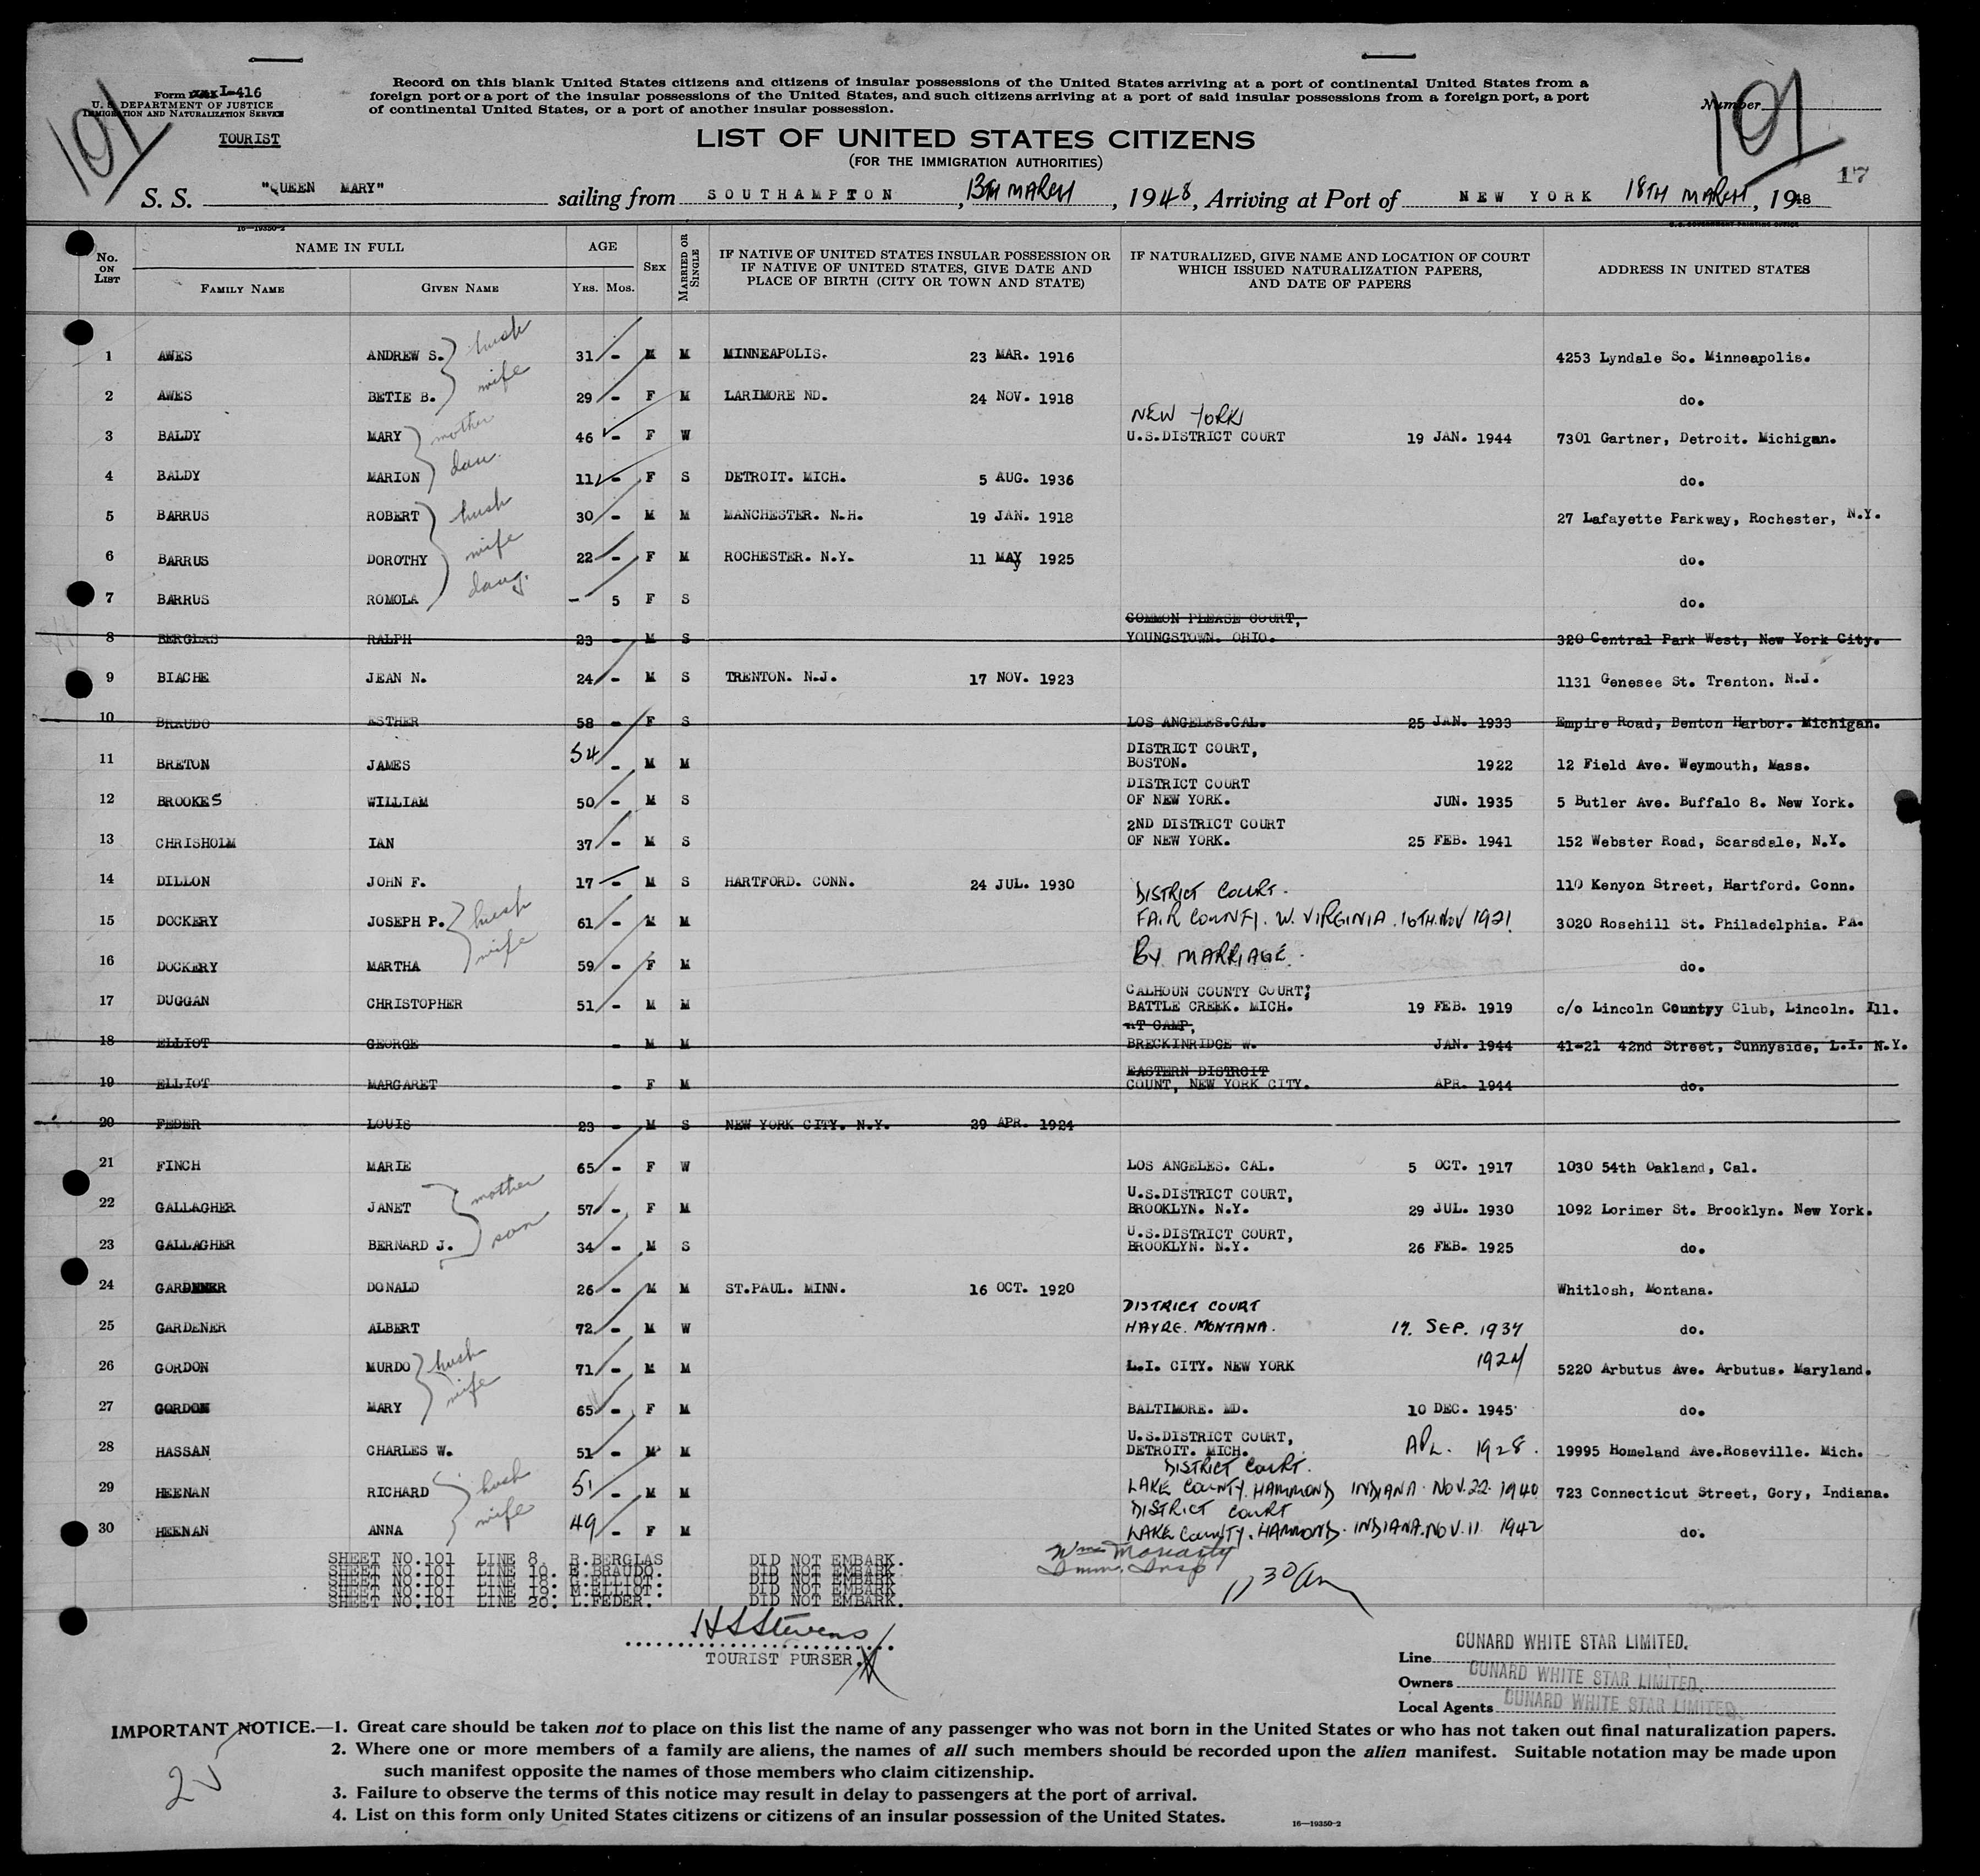 101
Form I-416
U. S. DEPARTMENT OF JUSTICE
IMMIGRATION AND NATURALIZATION SERVICE
TOURIST
Record on this blank United States citizens and citizens of insular possessions of the United States arriving at a port of continental United States from a
foreign port or a port of the insular possessions of the United States, and such citizens arriving at a port of said insular possessions from a foreign port, a port
of continental United States, or a port of another insular possession.
Number
101
17
LIST OF UNITED STATES CITIZENS
(FOR THE IMMIGRATION AUTHORITIES)
S. S. "QUEEN MARY" sailing from SOUTHAMPTON, 13TH MARCH, 1948, Arriving at Port of NEW YORK 18TH MARCH, 1948
16—19350-2
U. S. GOVERNMENT PRINTING OFFICE
No. ON LIST NAME IN FULL AGE SEX MARRIED OR SINGLE IF NATIVE OF UNITED STATES INSULAR POSSESSION OR IF NATIVE OF UNITED STATES, GIVE DATE AND PLACE OF BIRTH (CITY OR TOWN AND STATE) IF NATURALIZED, GIVE NAME AND LOCATION OF COURT WHICH ISSUED NATURALIZATION PAPERS, AND DATE OF PAPERS ADDRESS IN UNITED STATES
FAMILY NAME GIVEN NAME YRS. MOS.
1 AWES ANDREW S. husb 31 - M M MINNEAPOLIS. 23 MAR. 1916 4253 Lyndale So. Minneapolis.
2 AWES BETIE B. wife 29 - F M LARIMORE ND. 24 NOV. 1918 do.
NEW YORK
3 BALDY MARY mother 46 - F W U.S.DISTRICT COURT 19 JAN. 1944 7301 Gartner, Detroit. Michigan.
4 BALDY MARION dau. 11 - F S DETROIT. MICH. 5 AUG. 1936 do.
5 BARRUS ROBERT husb 30 - M M MANCHESTER. N.H. 19 JAN. 1918 27 Lafayette Parkway, Rochester, N.Y.
6 BARRUS DOROTHY wife 22 - F M ROCHESTER. N.Y. 11 MAY 1925 do.
7 BARRUS ROMOLA daug. - 5 F S do.
COMMON PLEASE COURT,
8 BERGLAS RALPH 23 - M S YOUNGSTOWN. OHIO. 320 Central Park West, New York City.
9 BIACHE JEAN N. 24 - M S TRENTON. N.J. 17 NOV. 1923 1131 Genesee St. Trenton. N.J.
10 BRAUDO ESTHER 58 - F S LOS ANGELES.CAL. 25 JAN. 1933 Empire Road, Benton Harbor. Michigan.
DISTRICT COURT,
11 BRETON JAMES 54 - M M BOSTON. 1922 12 Field Ave. Weymouth, Mass.
DISTRICT COURT
12 BROOKES WILLIAM 50 - M S OF NEW YORK. JUN. 1935 5 Butler Ave. Buffalo 8. New York.
2ND DISTRICT COURT
13 CHRISHOLM IAN 37 - M S OF NEW YORK. 25 FEB. 1941 152 Webster Road, Scarsdale, N.Y.
14 DILLON JOHN F. 17 - M S HARTFORD. CONN. 24 JUL. 1930 110 Kenyon Street, Hartford. Conn.
DISTRICT COURT.
15 DOCKERY JOSEPH P. husb 61 - M M FAIR COUNTY. W. VIRGINIA. 16TH.NOV 1921 3020 Rosehill St. Philadelphia. PA.
16 DOCKERY MARTHA wife 59 - F M BY MARRIAGE. do.
CALHOUN COUNTY COURT;
17 DUGGAN CHRISTOPHER 51 - M M BATTLE CREEK. MICH. 19 FEB. 1919 c/o Lincoln Country Club, Lincoln. Ill.
AT CAMP,
18 ELLIOT GEORGE - M M BRECKINRIDGE W. JAN. 1944 41-21 42nd Street, Sunnyside, L.I. N.Y.
EASTERN DISTRCIT
19 ELLIOT MARGARET - F M COUNT, NEW YORK CITY. APR. 1944 do.
20 FEDER LOUIS 23 - M S NEW YORK CITY. N.Y. 29 APR. 1924
21 FINCH MARIE 65 - F W LOS ANGELES. CAL. 5 OCT. 1917 1030 54th Oakland, Cal.
U.S.DISTRICT COURT,
22 GALLAGHER JANET mother 57 - F M BROOKLYN. N.Y. 29 JUL. 1930 1092 Lorimer St. Brooklyn. New York.
U.S.DISTRICT COURT,
23 GALLAGHER BERNARD J. son 34 - M S BROOKLYN. N.Y. 26 FEB. 1925 do.
24 GARDENER DONALD 26 - M M ST.PAUL. MINN. 16 OCT. 1920 Whitlosh, Montana.
DISTRICT COURT
25 GARDENER ALBERT 72 - M W HAYRE. MONTANA. 17. SEP. 1937 do.
26 GORDON MURDO husb 71 - M M L.I. CITY. NEW YORK 1924 5220 Arbutus Ave. Arbutus. Maryland.
27 GORDON MARY wife 65 - F M BALTIMORE. MD. 10 DEC. 1945 do.
U.S.DISTRICT COURT,
28 HASSAN CHARLES W. 51 - M M DETROIT. MICH. APL. 1928. 19995 Homeland Ave.Roseville. Mich.
DISTRICT COURT.
29 HEENAN RICHARD husb 51 - M M LAKE COUNTY. HAMMOND INDIANA. NOV.22. 1940 723 Connecticut Street, Gory, Indiana.
DISTRICT COURT
30 HEENAN ANNA wife 49 - F M LAKE COUNTY. HAMMOND. INDIANA. NOV. 11 1942 do.
SHEET NO.101 LINE 8. R.BERGLAS DID NOT EMBARK.
SHEET NO.101 LINE 10. E.BRAUDO. DID NOT EMBARK.
SHEET NO.101 LINE 18. G.ELLIOT. DID NOT EMBARK.
SHEET NO.101 LINE 19. M.ELLIOT. DID NOT EMBARK.
SHEET NO.101 LINE 20. L.FEDER. DID NOT EMBARK.
Wm Moriarty
Imm. Insp
11 30 am
H S Stevens
TOURIST PURSER.
Line CUNARD WHITE STAR LIMITED.
Owners CUNARD WHITE STAR LIMITED.
Local Agents CUNARD WHITE STAR LIMITED.
IMPORTANT NOTICE.—1. Great care should be taken not to place on this list the name of any passenger who was not born in the United States or who has not taken out final naturalization papers.
2. Where one or more members of a family are aliens, the names of all such members should be recorded upon the alien manifest. Suitable notation may be made upon
such manifest opposite the names of those members who claim citizenship.
3. Failure to observe the terms of this notice may result in delay to passengers at the port of arrival.
4. List on this form only United States citizens or citizens of an insular possession of the United States.
25
16—19350-2